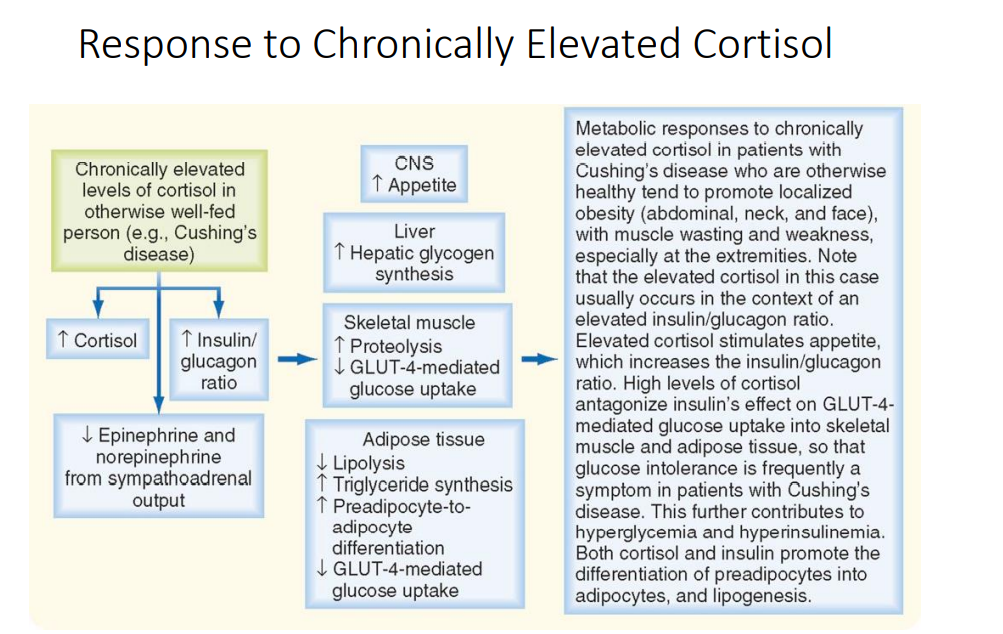 Response to Chronically Elevated Cortisol
Chronically elevated
levels of cortisol in
otherwise well-fed
person (e.g., Cushing's
disease)
↑ Cortisol
↑ Insulin/
glucagon
ratio
↓ Epinephrine and
norepinephrine
from sympathoadrenal
output
CNS
↑ Appetite
Liver
↑ Hepatic glycogen
synthesis
Skeletal muscle
↑ Proteolysis
↓ GLUT-4-mediated
glucose uptake
Adipose tissue
↓ Lipolysis
↑ Triglyceride synthesis
↑ Preadipocyte-to-
adipocyte
differentiation
↓ GLUT-4-mediated
glucose uptake
Metabolic responses to chronically
elevated cortisol in patients with
Cushing's disease who are otherwise
healthy tend to promote localized
obesity (abdominal, neck, and face),
with muscle wasting and weakness,
especially at the extremities. Note
that the elevated cortisol in this case
usually occurs in the context of an
elevated insulin/glucagon ratio.
Elevated cortisol stimulates appetite,
which increases the insulin/glucagon
ratio. High levels of cortisol
antagonize insulin's effect on GLUT-4-
mediated glucose uptake into skeletal
muscle and adipose tissue, so that
glucose intolerance is frequently a
symptom in patients with Cushing's
disease. This further contributes to
hyperglycemia and hyperinsulinemia.
Both cortisol and insulin promote the
differentiation of preadipocytes into
adipocytes, and lipogenesis.